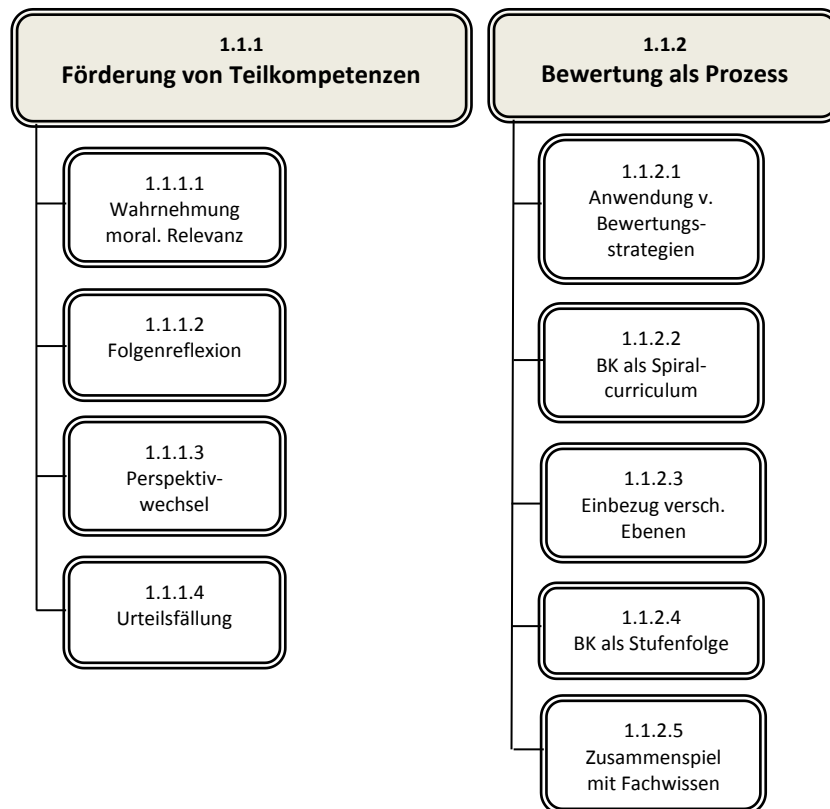 1.1.1
Förderung von Teilkompetenzen
1.1.1.1
Wahrnehmung
moral. Relevanz
1.1.1.2
Folgenreflexion
1.1.1.3
Perspektiv-
wechsel
1.1.1.4
Urteilsfällung
1.1.2
Bewertung als Prozess
1.1.2.1
Anwendung v.
Bewertungs-
strategien
1.1.2.2
BK als Spiral-
curriculum
1.1.2.3
Einbezug versch.
Ebenen
1.1.2.4
BK als Stufenfolge
1.1.2.5
Zusammenspiel
mit Fachwissen